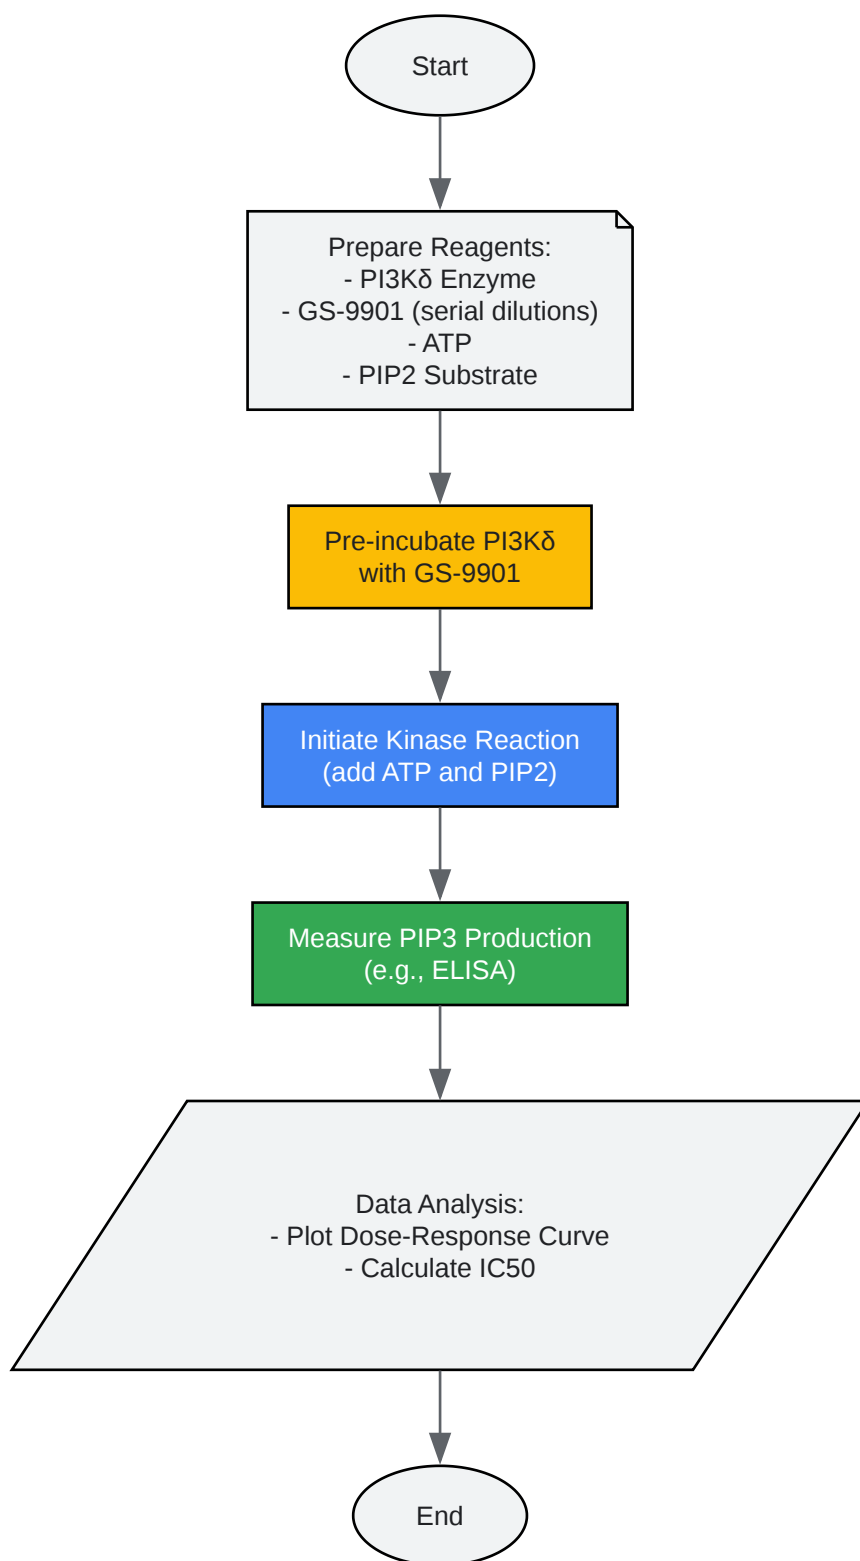 Start
Prepare Reagents:
- PI3Kδ Enzyme
- GS-9901 (serial dilutions)
- ATP
- PIP2 Substrate
Pre-incubate PI3Kδ
with GS-9901
Initiate Kinase Reaction
(add ATP and PIP2)
Measure PIP3 Production
(e.g., ELISA)
Data Analysis:
- Plot Dose-Response Curve
- Calculate IC50
End